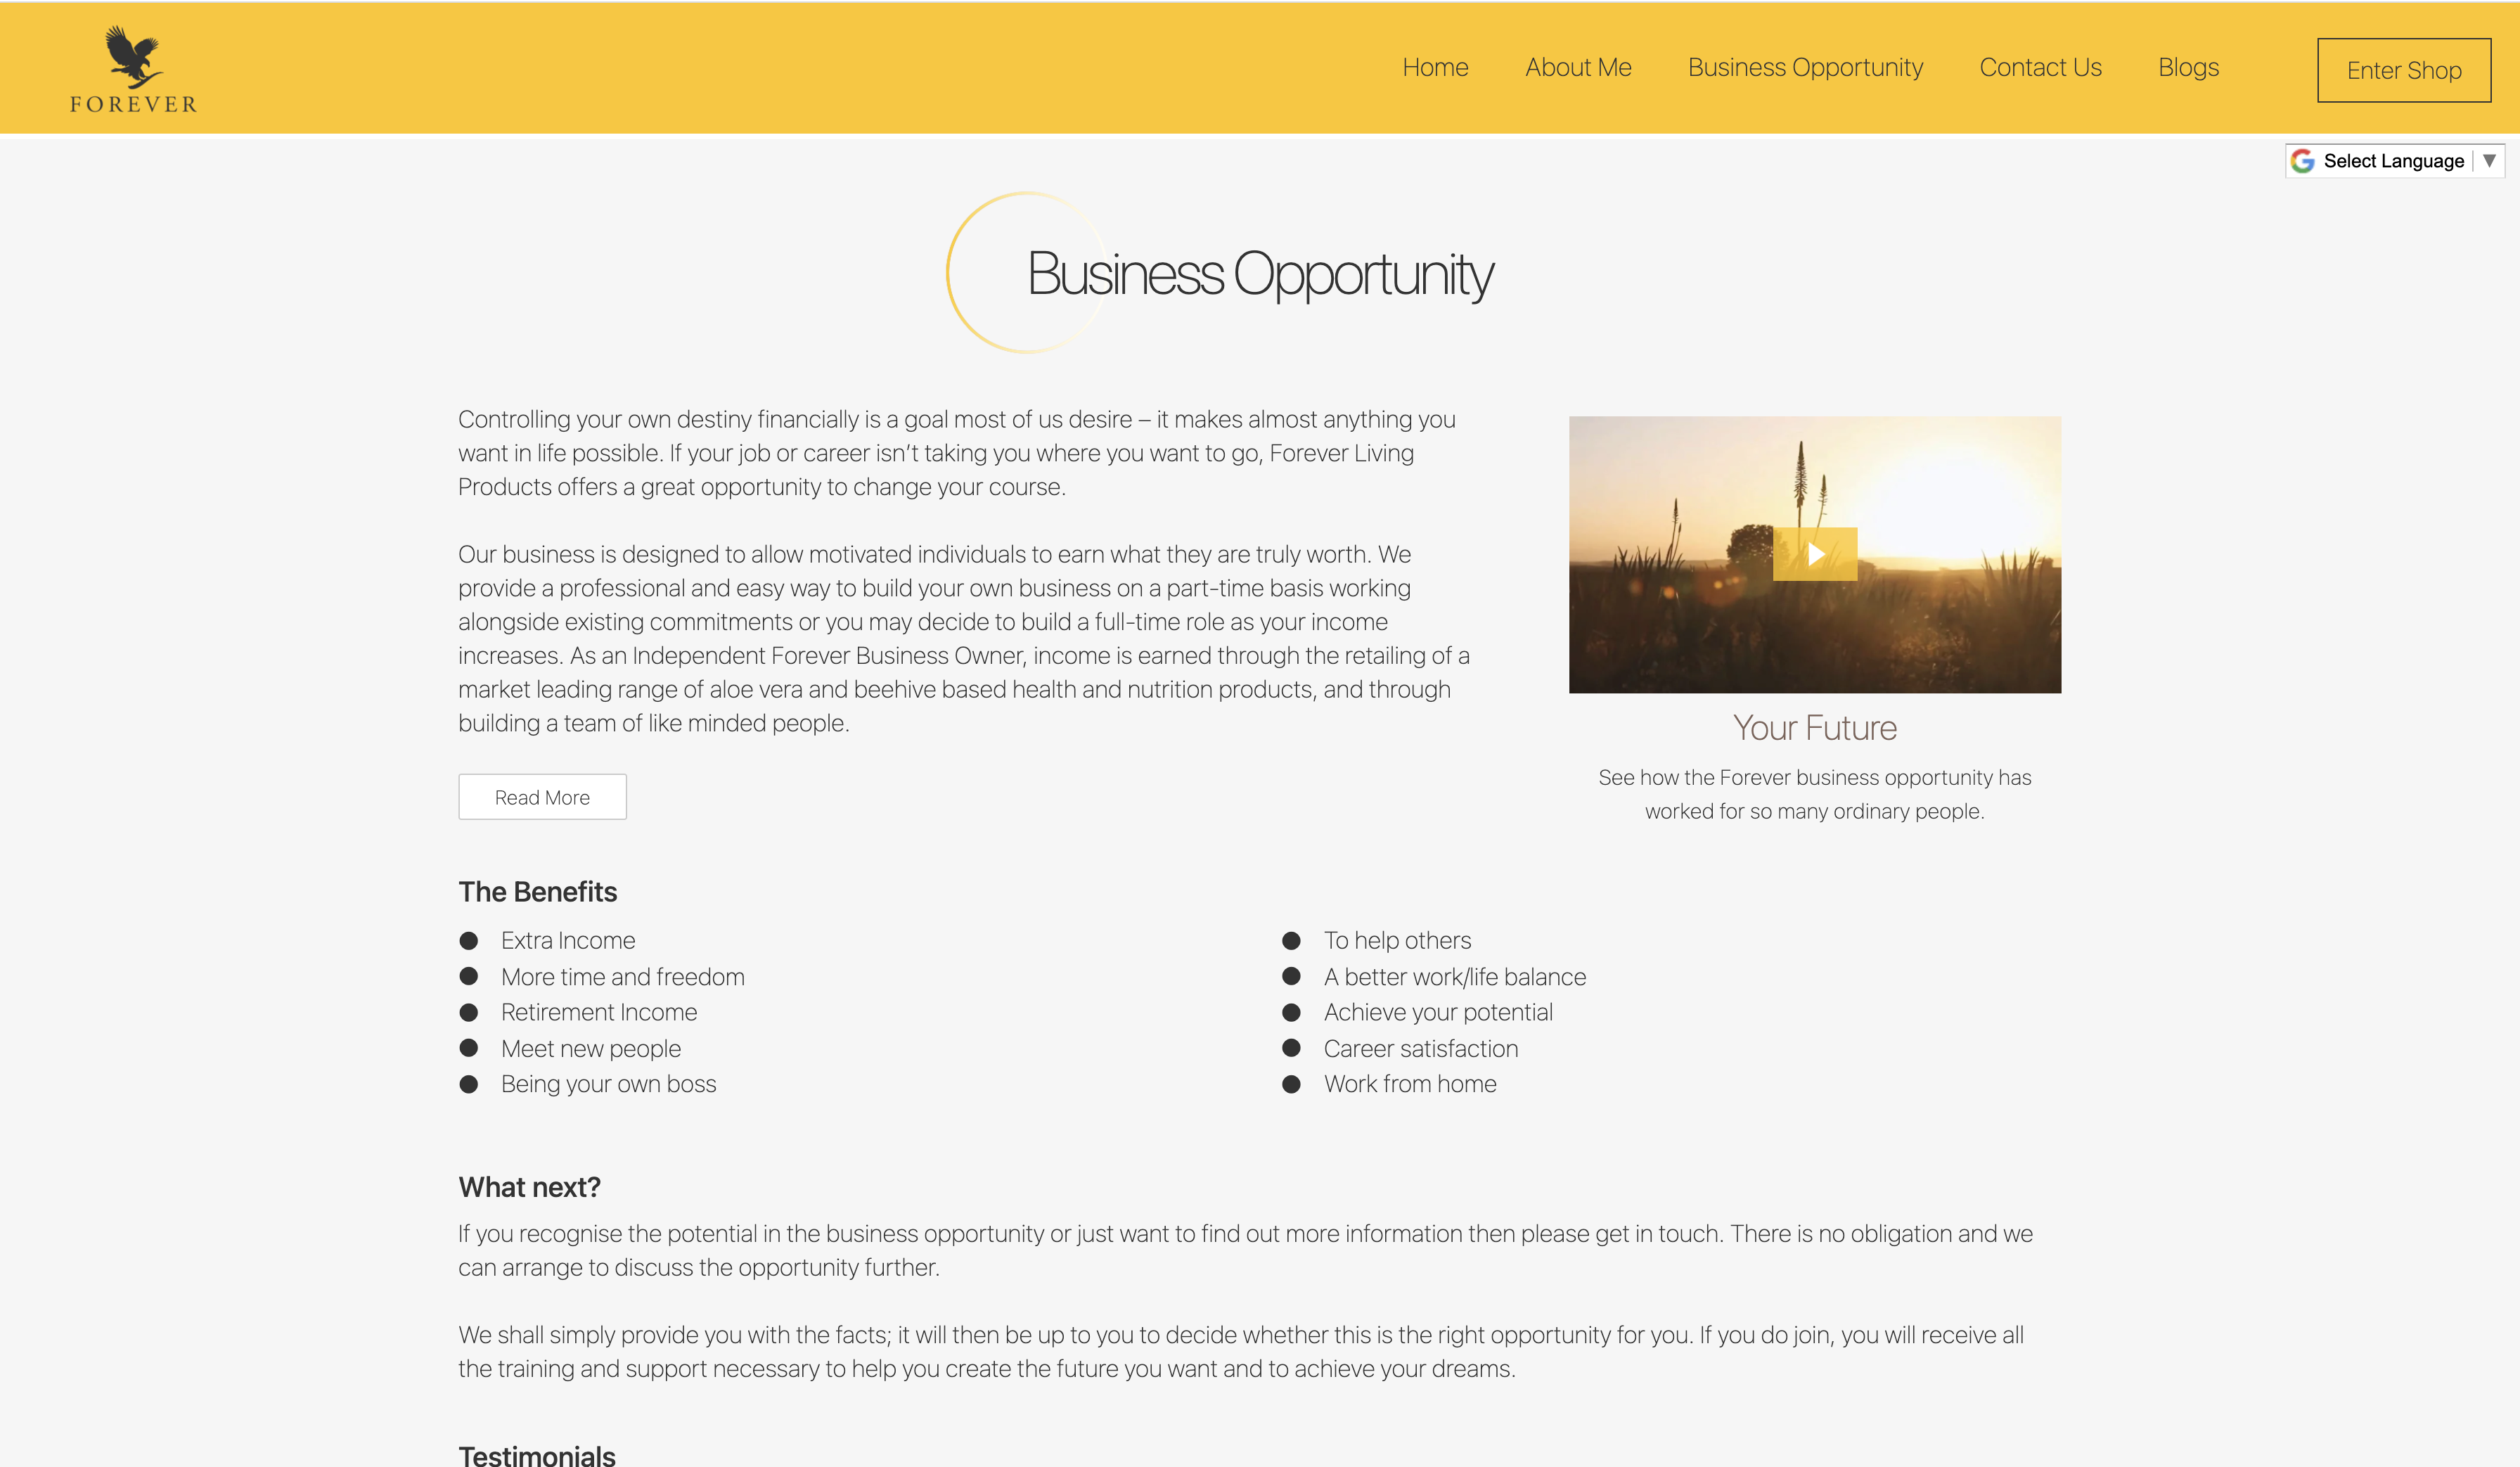 FOREVER
Home
About Me
Business Opportunity
Contact Us
Blogs
Enter Shop
Select Language
Business Opportunity
Controlling your own destiny financially is a goal most of us desire – it makes almost anything you
want in life possible. If your job or career isn’t taking you where you want to go, Forever Living
Products offers a great opportunity to change your course.
Our business is designed to allow motivated individuals to earn what they are truly worth. We
provide a professional and easy way to build your own business on a part-time basis working
alongside existing commitments or you may decide to build a full-time role as your income
increases. As an Independent Forever Business Owner, income is earned through the retailing of a
market leading range of aloe vera and beehive based health and nutrition products, and through
building a team of like minded people.
Read More
Your Future
See how the Forever business opportunity has
worked for so many ordinary people.
The Benefits
Extra Income
More time and freedom
Retirement Income
Meet new people
Being your own boss
To help others
A better work/life balance
Achieve your potential
Career satisfaction
Work from home
What next?
If you recognise the potential in the business opportunity or just want to find out more information then please get in touch. There is no obligation and we
can arrange to discuss the opportunity further.
We shall simply provide you with the facts; it will then be up to you to decide whether this is the right opportunity for you. If you do join, you will receive all
the training and support necessary to help you create the future you want and to achieve your dreams.
Testimonials